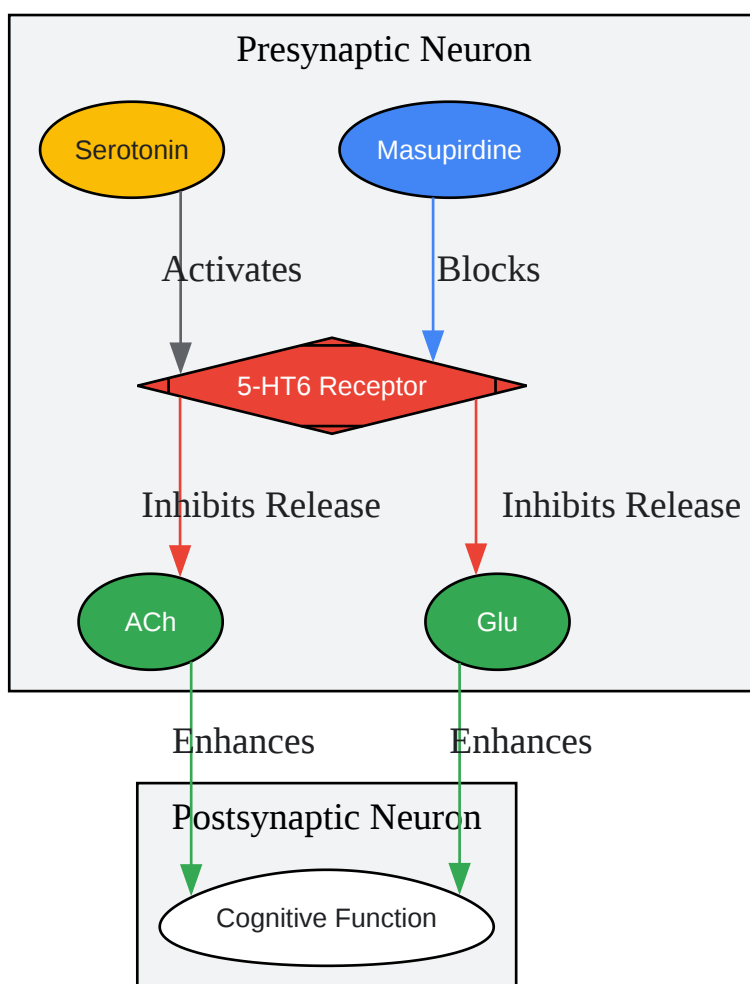 Presynaptic Neuron
Serotonin
Masupirdine
Activates
Blocks
5-HT6 Receptor
Inhibits Release
Inhibits Release
ACh
Glu
Enhances
Enhances
Postsynaptic Neuron
Cognitive Function